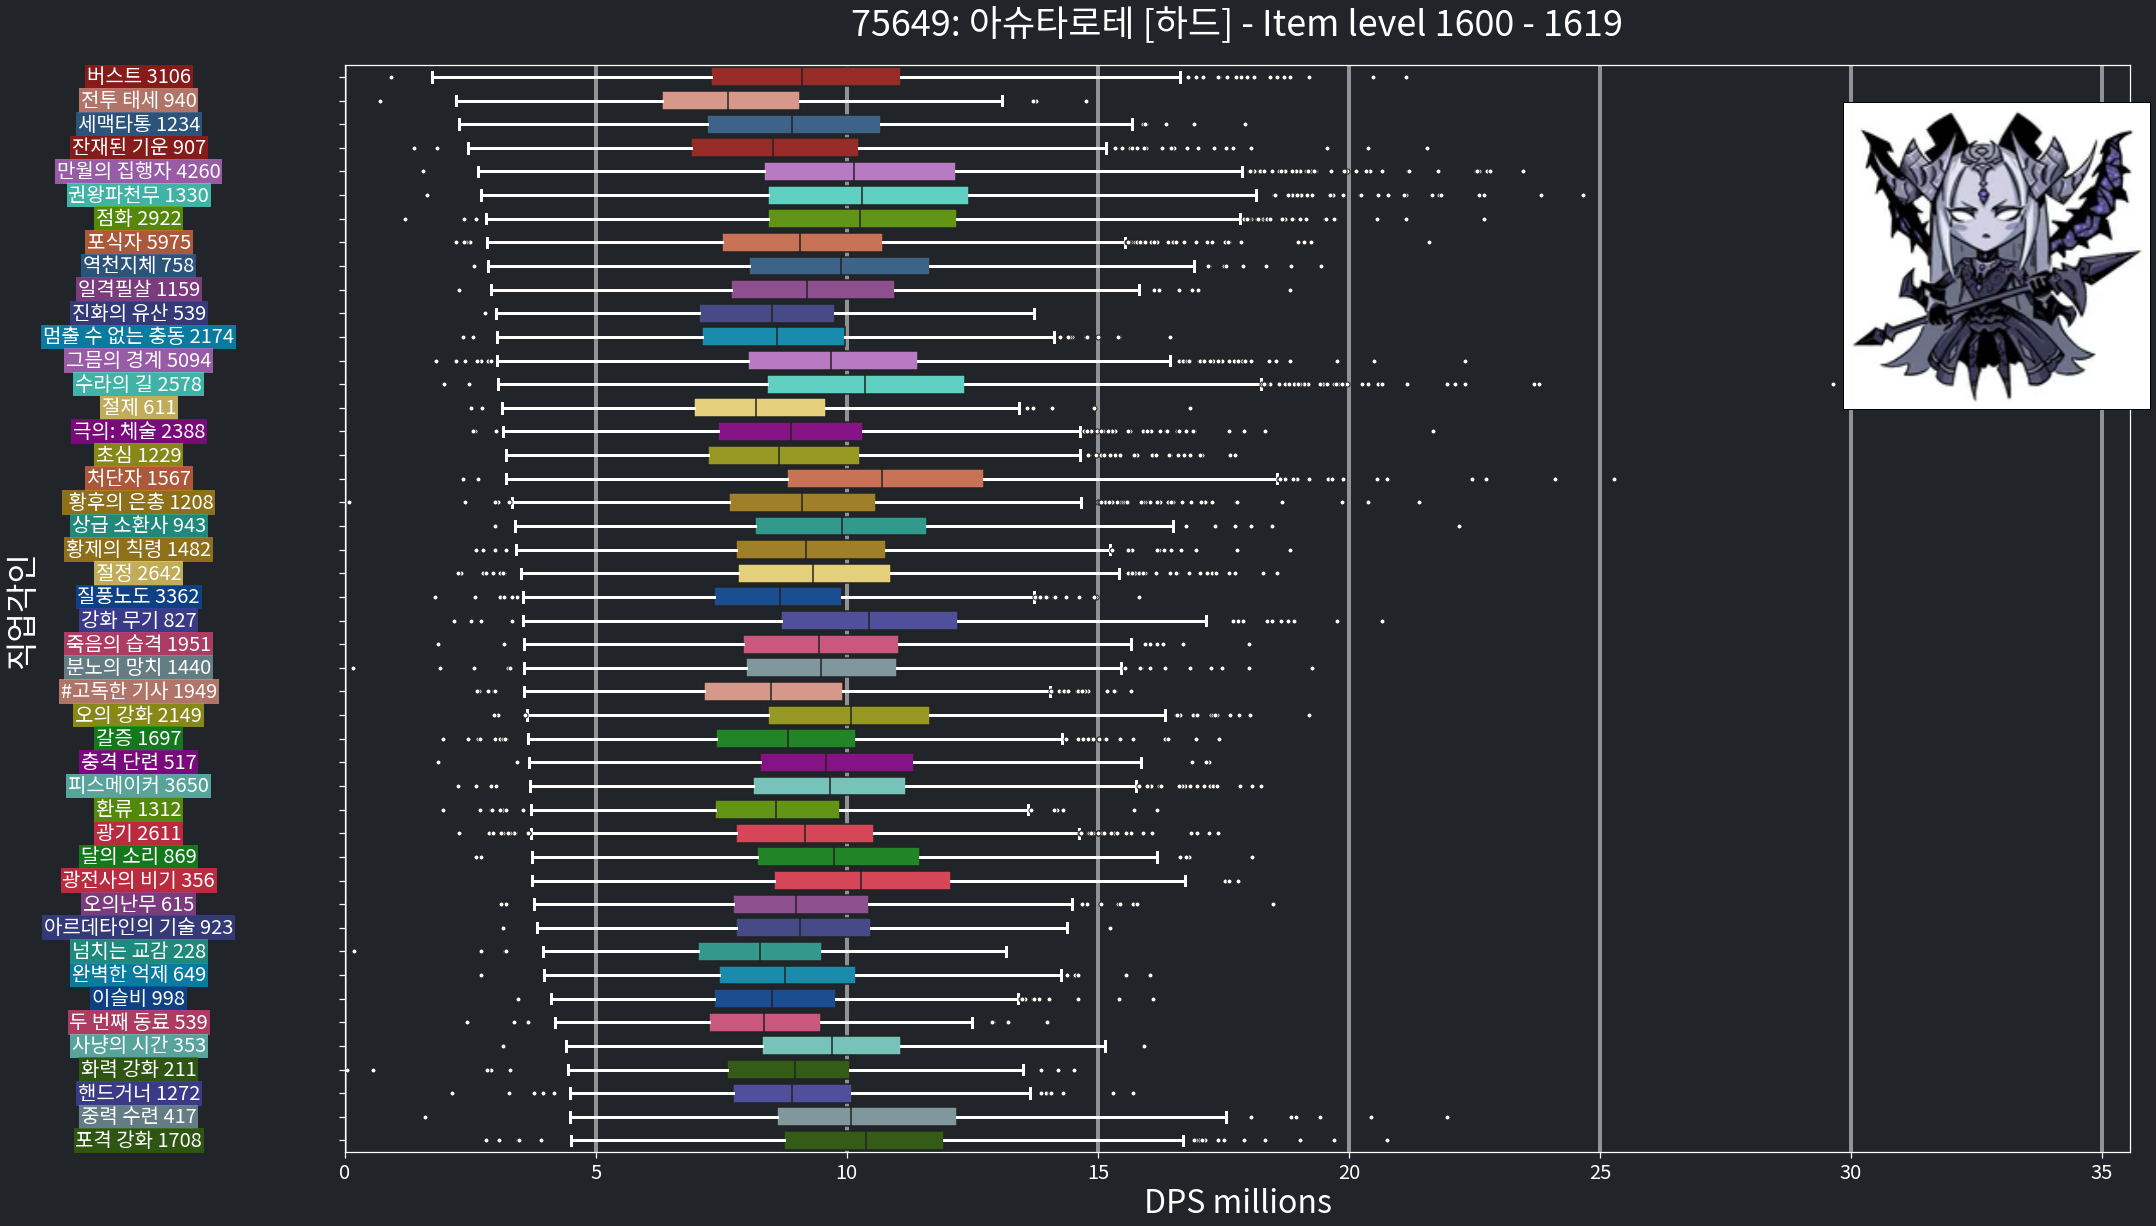 75649: 아슈타로테 [하드] - Item level 1600 - 1619
직업각인
버스트 3106
전투 태세 940
세맥타통 1234
잔재된 기운 907
만월의 집행자 4260
권왕파천무 1330
점화 2922
포식자 5975
역천지체 758
일격필살 1159
진화의 유산 539
멈출 수 없는 충동 2174
그믐의 경계 5094
수라의 길 2578
절제 611
극의: 체술 2388
초심 1229
처단자 1567
황후의 은총 1208
상급 소환사 943
황제의 칙령 1482
절정 2642
질풍노도 3362
강화 무기 827
죽음의 습격 1951
분노의 망치 1440
#고독한 기사 1949
오의 강화 2149
갈증 1697
충격 단련 517
피스메이커 3650
환류 1312
광기 2611
달의 소리 869
광전사의 비기 356
오의난무 615
아르데타인의 기술 923
넘치는 교감 228
완벽한 억제 649
이슬비 998
두 번째 동료 539
사냥의 시간 353
화력 강화 211
핸드거너 1272
중력 수련 417
포격 강화 1708
0 5 10 15 20 25 30 35
DPS millions